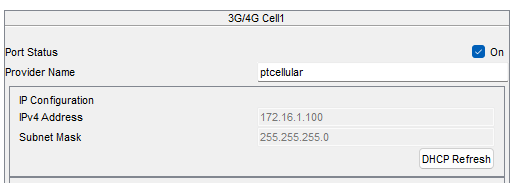 3G/4G Cell1
Port Status On
Provider Name ptcellular
IP Configuration
IPv4 Address 172.16.1.100
Subnet Mask 255.255.255.0
DHCP Refresh